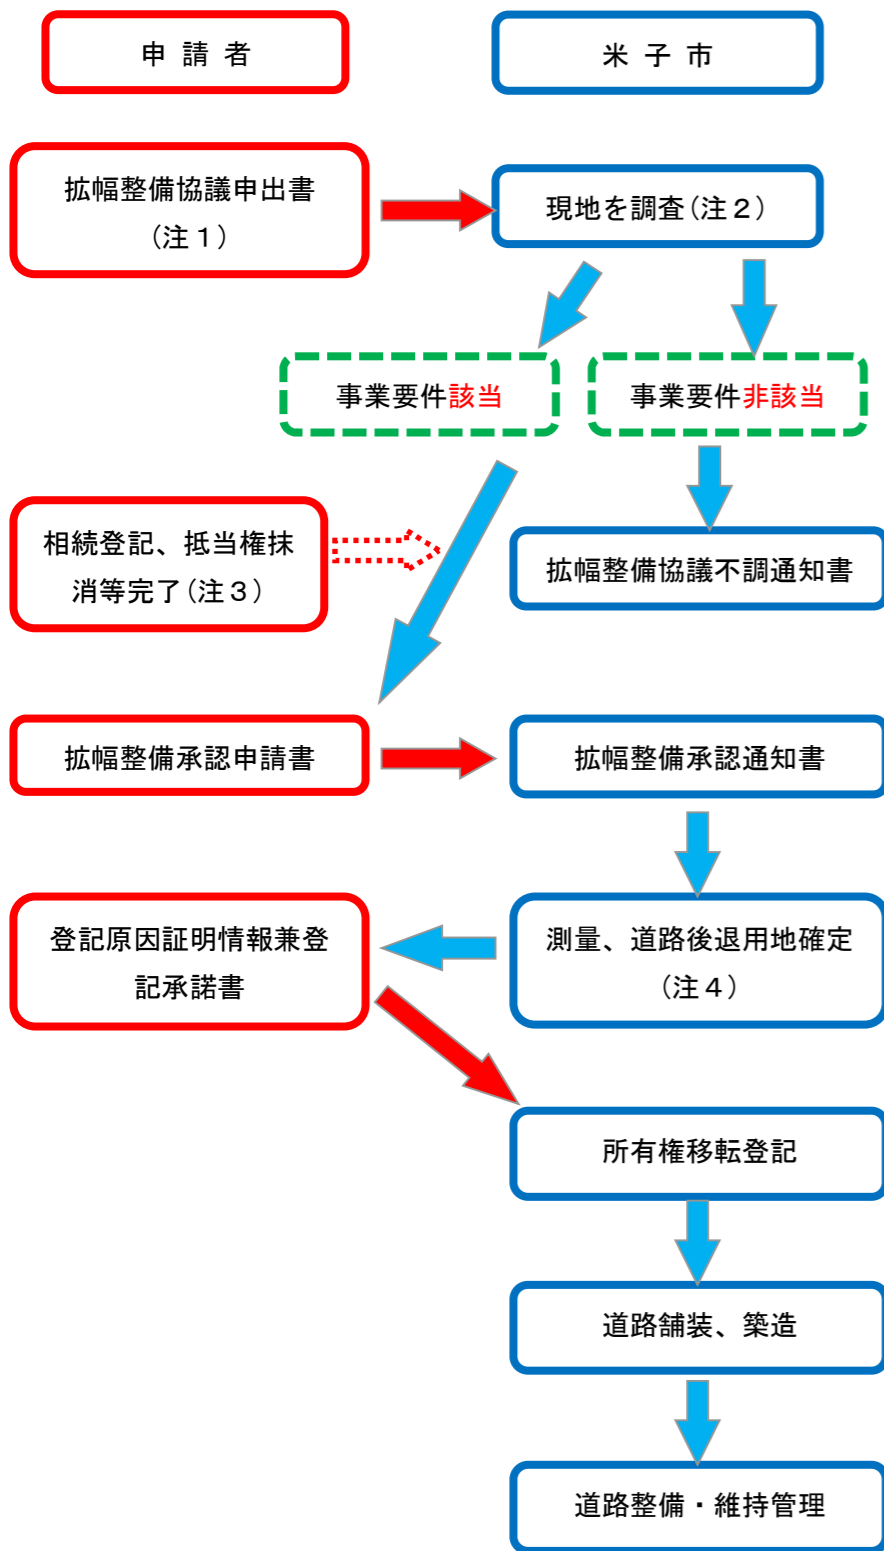 申 請 者
米 子 市
拡幅整備協議申出書
(注１)
現地を調査(注２)
事業要件該当
事業要件非該当
相続登記、抵当権抹
消等完了(注３)
拡幅整備協議不調通知書
拡幅整備承認申請書
拡幅整備承認通知書
登記原因証明情報兼登
記承諾書
測量、道路後退用地確定
(注４)
所有権移転登記
道路舗装、築造
道路整備・維持管理